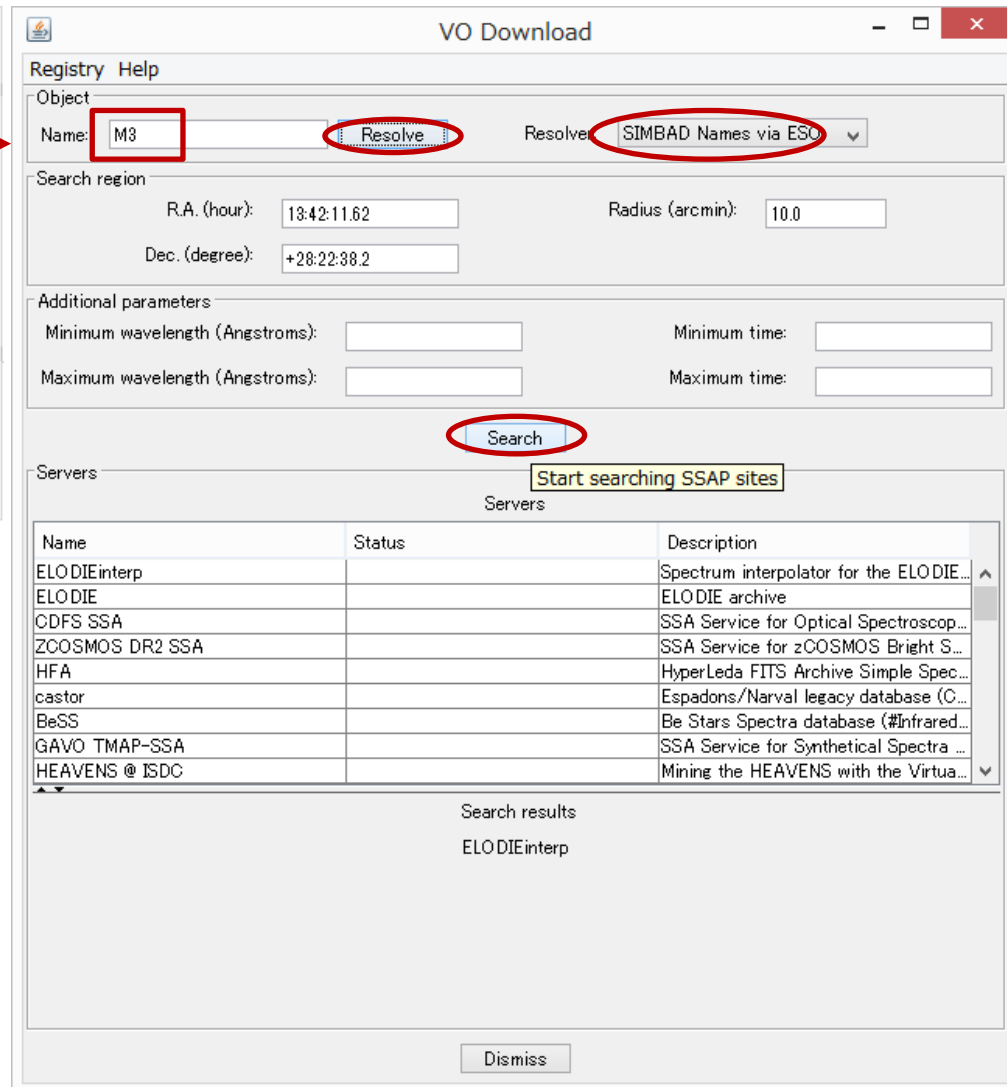 VO Download
Registry Help
Object
Name: M3 Resolve Resolver: SIMBAD Names via ESO
Search region
R.A. (hour): 13:42:11.62 Radius (arcmin): 10.0
Dec. (degree): +28:22:38.2
Additional parameters
Minimum wavelength (Angstroms): Minimum time:
Maximum wavelength (Angstroms): Maximum time:
Search
Start searching SSAP sites
Servers
Servers
Name Status Description
ELODIEinterp Spectrum interpolator for the ELODIE...
ELODIE ELODIE archive
CDFS SSA SSA Service for Optical Spectroscop...
ZCOSMOS DR2 SSA SSA Service for zCOSMOS Bright S...
HFA HyperLeda FITS Archive Simple Spec...
castor Espadons/Narval legacy database (C...
BeSS Be Stars Spectra database (#Infrared...
GAVO TMAP-SSA SSA Service for Synthetical Spectra ...
HEAVENS @ ISDC Mining the HEAVENS with the Virtua...
Search results
ELODIEinterp
Dismiss